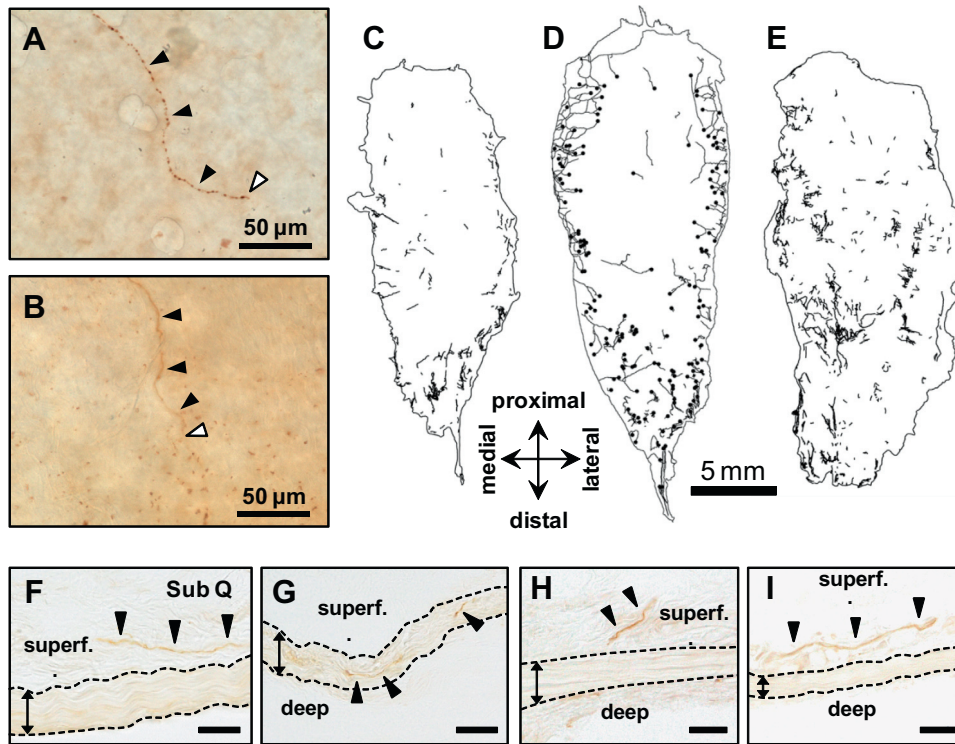 A
50 µm
B
50 µm
C
D
E
proximal
medial
lateral
distal
5 mm
F
Sub Q
superf.
G
superf.
deep
H
superf.
deep
I
superf.
deep